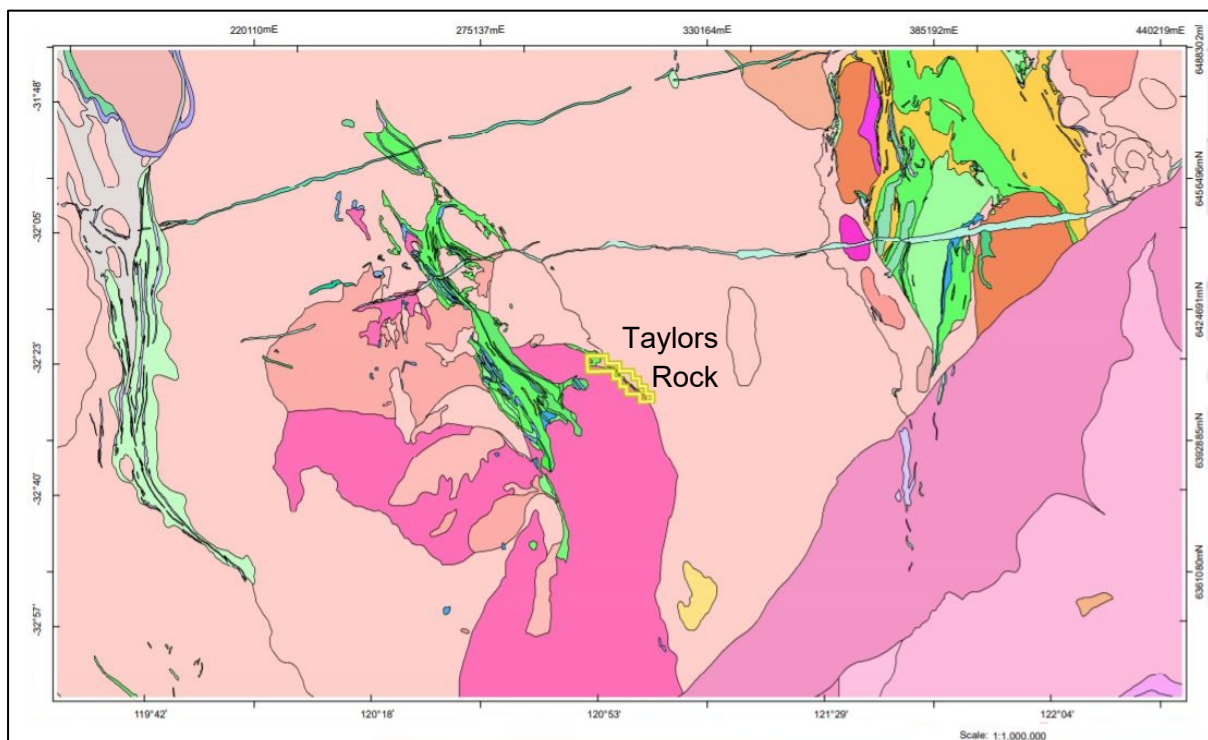 220110mE 275137mE 330164mE 385192mE 440219mE
-31°48'
6456496mN
-32°05'
6424691mN
Taylors
Rock
-32°23'
6392885mN
-32°40'
6361080mN
-32°57'
119°42' 120°18' 120°53' 121°29' 122°04'
Scale: 1:1,000,000